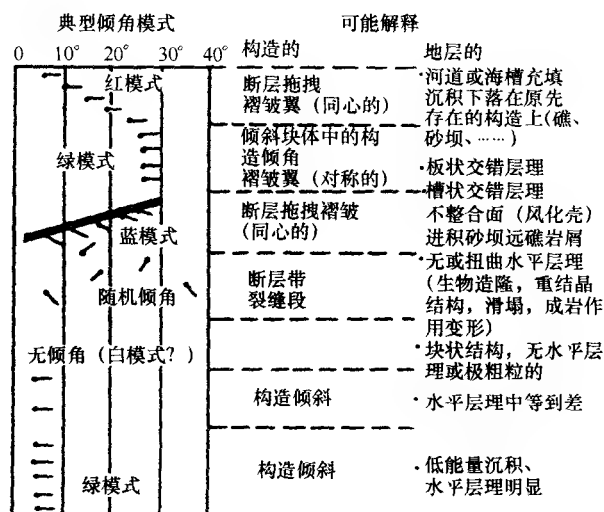 典型倾角模式
可能解释
0 10° 20° 30° 40°
构造的
地层的
红模式
绿模式
蓝模式
随机倾角
无倾角（白模式？）
绿模式
断层拖拽
褶皱翼（同心的）
倾斜块体中的构
造倾角
褶皱翼（对称的）
断层拖拽褶皱
(同心的)
断层带
裂缝段
构造倾斜
构造倾斜
·河道或海槽充填
沉积下落在原先
存在的构造上(礁、
砂坝、……)
·板状交错层理
槽状交错层理
不整合面（风化壳）
进积砂坝远礁岩屑
·无或扭曲水平层理
(生物造隆，重结晶
结构，滑塌，成岩作
用变形）
·块状结构，无水平层
理或极粗粒的
·水平层理中等到差
·低能量沉积、
水平层理明显